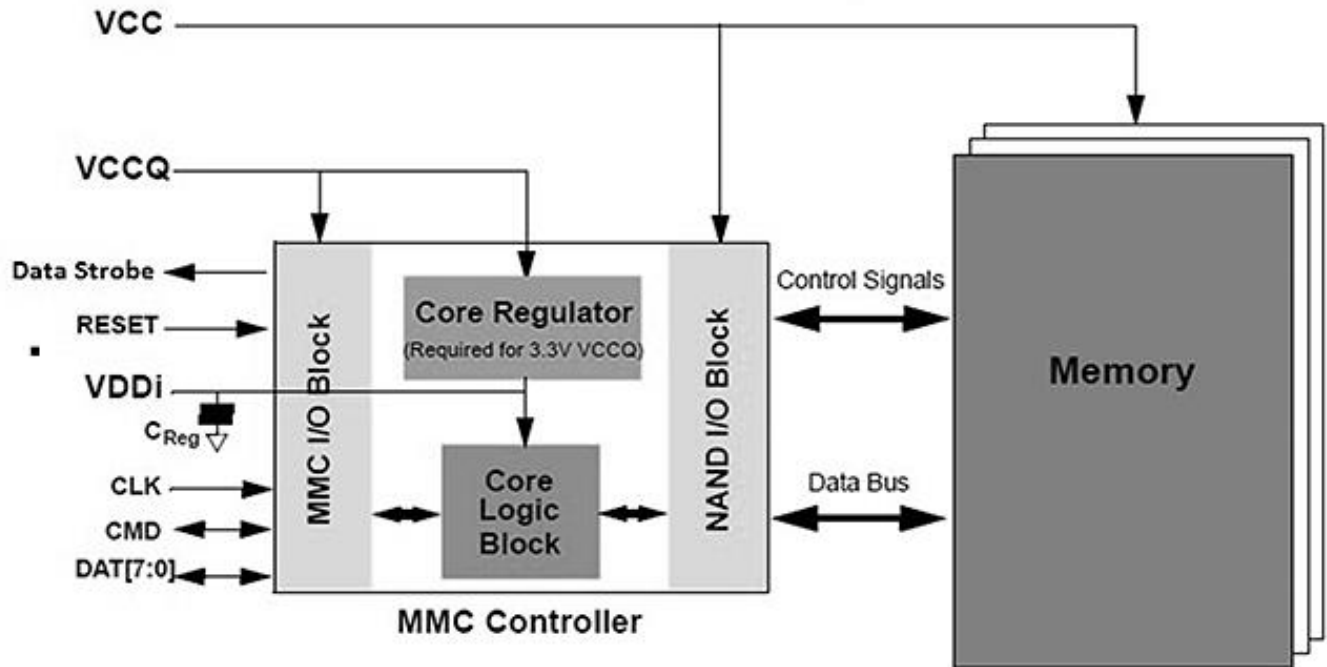 VCC
VCCQ
Data Strobe
RESET
VDDi
CReg
CLK
CMD
DAT[7:0]
MMC I/O Block
Core Regulator
(Required for 3.3V VCCQ)
Core
Logic
Block
NAND I/O Block
MMC Controller
Control Signals
Data Bus
Memory